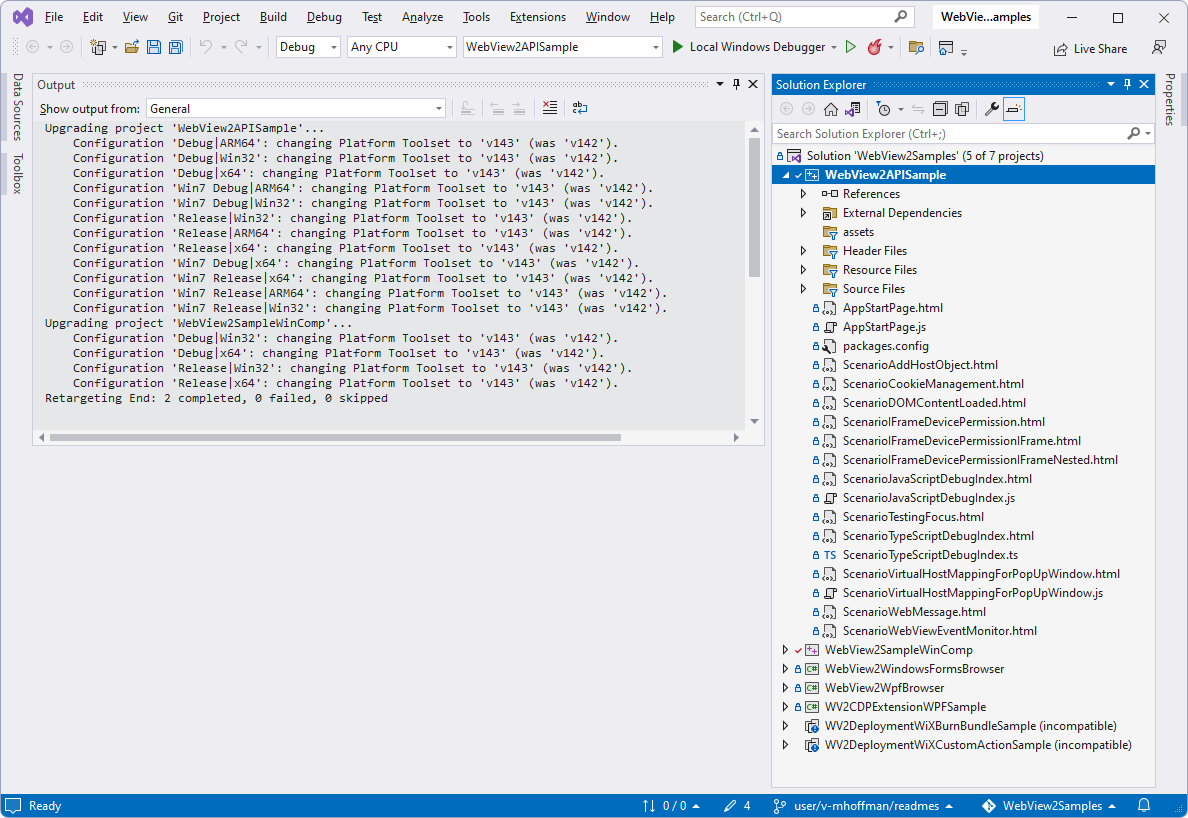 File Edit View Git Project Build Debug Test Analyze Tools Extensions Window Help Search (Ctrl+Q) WebVie...amples
Debug Any CPU WebView2APISample Local Windows Debugger Live Share
Data Sources
Toolbox
Output
Show output from: General
Upgrading project 'WebView2APISample'...
Configuration 'Debug|ARM64': changing Platform Toolset to 'v143' (was 'v142').
Configuration 'Debug|Win32': changing Platform Toolset to 'v143' (was 'v142').
Configuration 'Debug|x64': changing Platform Toolset to 'v143' (was 'v142').
Configuration 'Win7 Debug|ARM64': changing Platform Toolset to 'v143' (was 'v142').
Configuration 'Win7 Debug|Win32': changing Platform Toolset to 'v143' (was 'v142').
Configuration 'Release|Win32': changing Platform Toolset to 'v143' (was 'v142').
Configuration 'Release|ARM64': changing Platform Toolset to 'v143' (was 'v142').
Configuration 'Release|x64': changing Platform Toolset to 'v143' (was 'v142').
Configuration 'Win7 Debug|x64': changing Platform Toolset to 'v143' (was 'v142').
Configuration 'Win7 Release|x64': changing Platform Toolset to 'v143' (was 'v142').
Configuration 'Win7 Release|ARM64': changing Platform Toolset to 'v143' (was 'v142').
Configuration 'Win7 Release|Win32': changing Platform Toolset to 'v143' (was 'v142').
Upgrading project 'WebView2SampleWinComp'...
Configuration 'Debug|Win32': changing Platform Toolset to 'v143' (was 'v142').
Configuration 'Debug|x64': changing Platform Toolset to 'v143' (was 'v142').
Configuration 'Release|Win32': changing Platform Toolset to 'v143' (was 'v142').
Configuration 'Release|x64': changing Platform Toolset to 'v143' (was 'v142').
Retargeting End: 2 completed, 0 failed, 0 skipped
Solution Explorer
Search Solution Explorer (Ctrl+;)
Solution 'WebView2Samples' (5 of 7 projects)
WebView2APISample
References
External Dependencies
assets
Header Files
Resource Files
Source Files
AppStartPage.html
AppStartPage.js
packages.config
ScenarioAddHostObject.html
ScenarioCookieManagement.html
ScenarioDOMContentLoaded.html
ScenarioIFrameDevicePermission.html
ScenarioIFrameDevicePermissionIFrame.html
ScenarioIFrameDevicePermissionIFrameNested.html
ScenarioJavaScriptDebugIndex.html
ScenarioJavaScriptDebugIndex.js
ScenarioTestingFocus.html
ScenarioTypeScriptDebugIndex.html
TS ScenarioTypeScriptDebugIndex.ts
ScenarioVirtualHostMappingForPopUpWindow.html
ScenarioVirtualHostMappingForPopUpWindow.js
ScenarioWebMessage.html
ScenarioWebViewEventMonitor.html
WebView2SampleWinComp
C# WebView2WindowsFormsBrowser
C# WebView2WpfBrowser
C# WV2CDPExtensionWPFSample
WV2DeploymentWiXBurnBundleSample (incompatible)
WV2DeploymentWiXCustomActionSample (incompatible)
Properties
Ready 0 / 0 4 user/v-mhoffman/readmes WebView2Samples